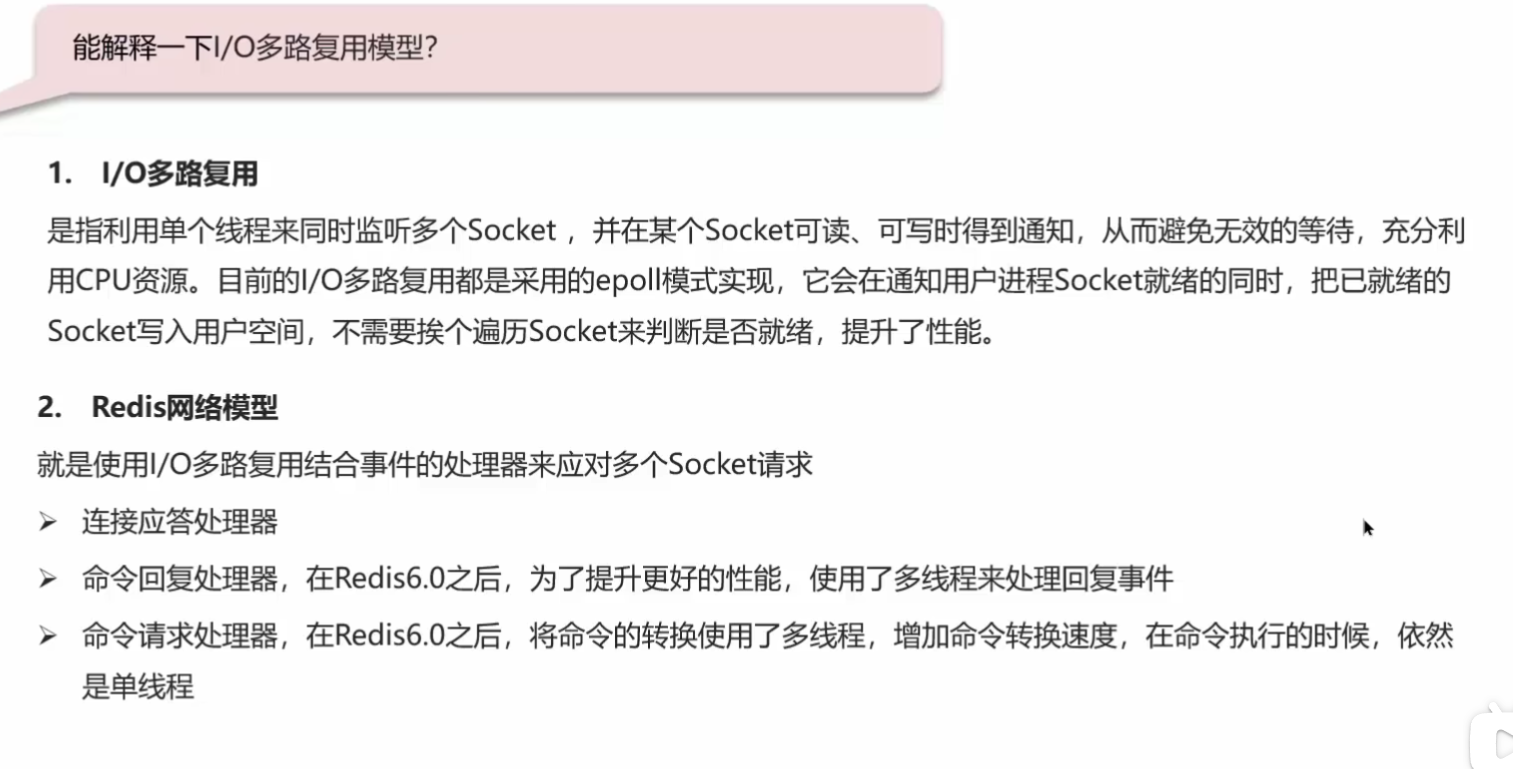 能解释一下I/O多路复用模型？
1. I/O多路复用
是指利用单个线程来同时监听多个Socket ，并在某个Socket可读、可写时得到通知，从而避免无效的等待，充分利
用CPU资源。目前的I/O多路复用都是采用的epoll模式实现，它会在通知用户进程Socket就绪的同时，把已就绪的
Socket写入用户空间，不需要挨个遍历Socket来判断是否就绪，提升了性能。
2. Redis网络模型
就是使用I/O多路复用结合事件的处理器来应对多个Socket请求
➢ 连接应答处理器
➢ 命令回复处理器，在Redis6.0之后，为了提升更好的性能，使用了多线程来处理回复事件
➢ 命令请求处理器，在Redis6.0之后，将命令的转换使用了多线程，增加命令转换速度，在命令执行的时候，依然
是单线程